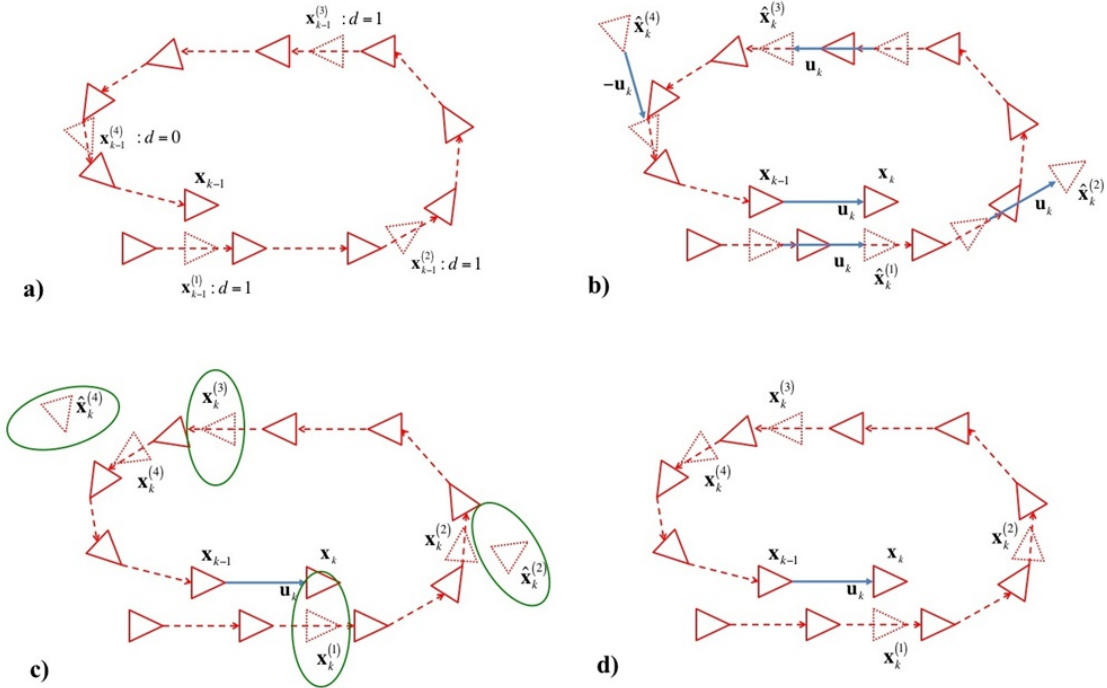 x_{k-1}^{(3)} : d = 1
x_{k-1}^{(4)} : d = 0
x_{k-1}
x_{k-1}^{(2)} : d = 1
x_{k-1}^{(1)} : d = 1
a)
x̂_k^{(4)}
x̂_k^{(3)}
u_k
-u_k
x_{k-1}
x_k
u_k
x̂_k^{(2)}
u_k
u_k
x̂_k^{(1)}
b)
x̂_k^{(4)}
x_k^{(3)}
x_k^{(4)}
x_k^{(2)}
x_{k-1}
x_k
x̂_k^{(2)}
u_k
x_k^{(1)}
c)
x_k^{(3)}
x_k^{(4)}
x_k^{(2)}
x_{k-1}
x_k
u_k
x_k^{(1)}
d)